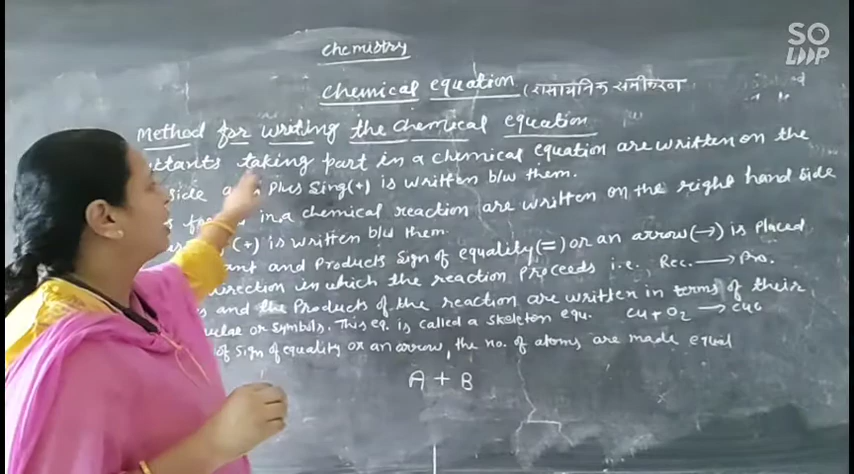 SO
LOOP
Chemistry
Chemical equation (रासायनिक समीकरण
Method for writing the Chemical equation
ctants taking part in a chemical equation are written on the
side a Plus Sing(+) is written b/w them.
in a chemical reaction are written on the right hand side
(+) is written b/w them.
ant and Products Sign of equality(=) or an arrow(→) is Placed
direction in which the reaction Proceeds i.e., Rec. → Pro.
s and the Products of the reaction are written in terms of their
ulae or Symbols. This eq. is called a skeleton equ. Cu + O2 → CuO
of Sign of equality or an arrow, the no. of atoms are made equal
A + B